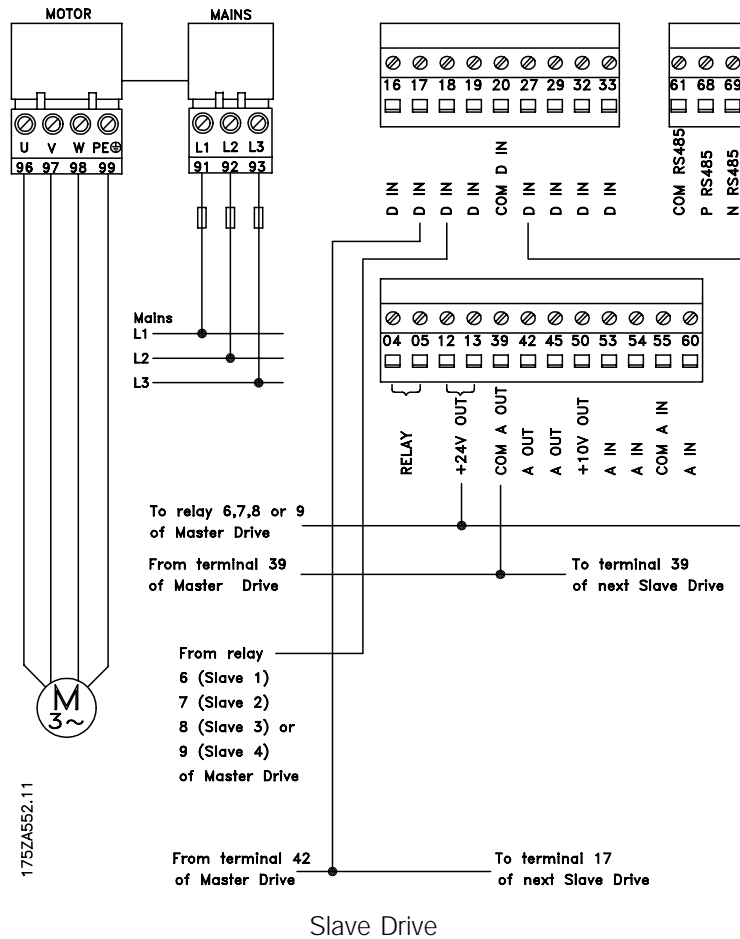 MOTOR
MAINS
U V W PE
96 97 98 99
L1 L2 L3
91 92 93
16 17 18 19 20 27 29 32 33
D IN
D IN
D IN
D IN
COM D IN
D IN
D IN
D IN
D IN
61 68 69
COM RS485
P RS485
N RS485
Mains
L1
L2
L3
04 05 12 13 39 42 45 50 53 54 55 60
RELAY
+24V OUT
COM A OUT
A OUT
A OUT
+10V OUT
A IN
A IN
COM A IN
A IN
To relay 6,7,8 or 9
of Master Drive
From terminal 39
of Master Drive
To terminal 39
of next Slave Drive
From relay
6 (Slave 1)
7 (Slave 2)
8 (Slave 3) or
9 (Slave 4)
of Master Drive
M
3~
175ZA552.11
From terminal 42
of Master Drive
To terminal 17
of next Slave Drive
Slave Drive